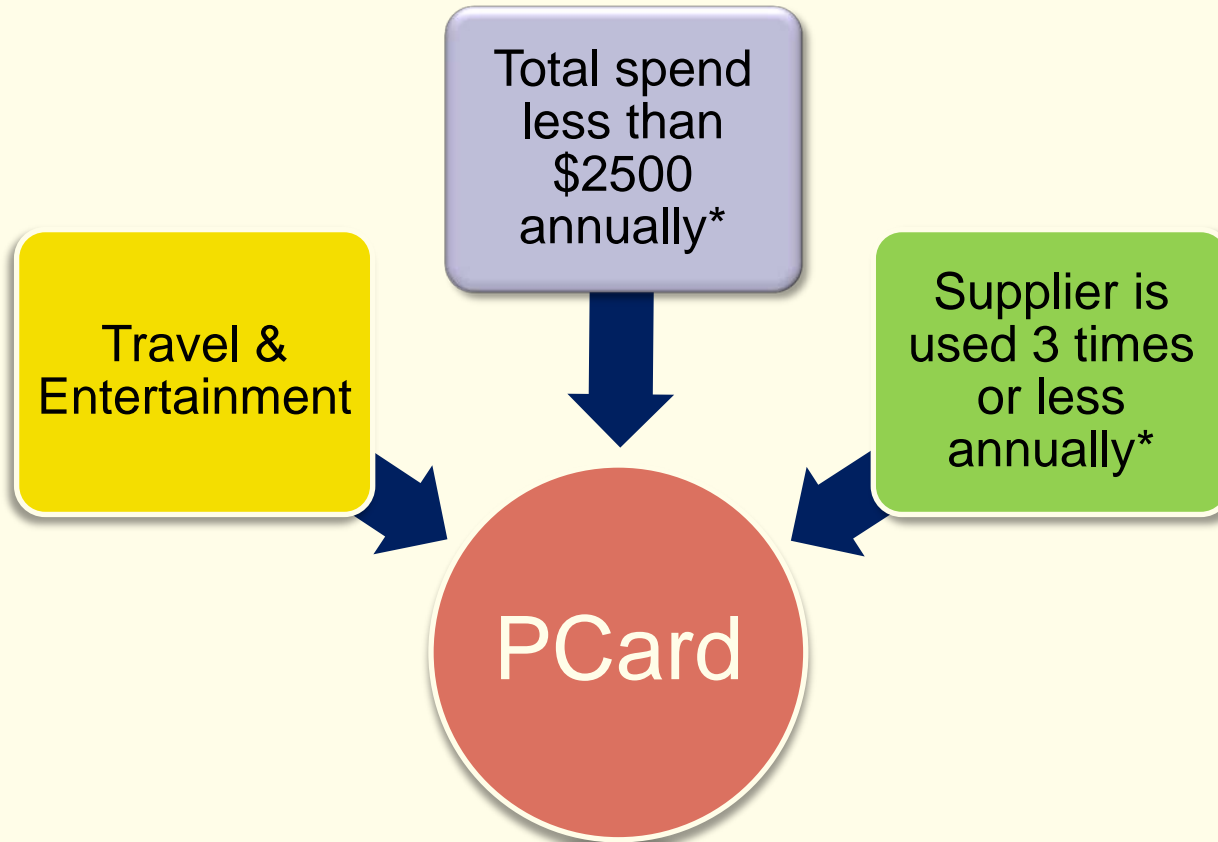 Total spend
less than
$2500
annually*
Travel &
Entertainment
Supplier is
used 3 times
or less
annually*
PCard